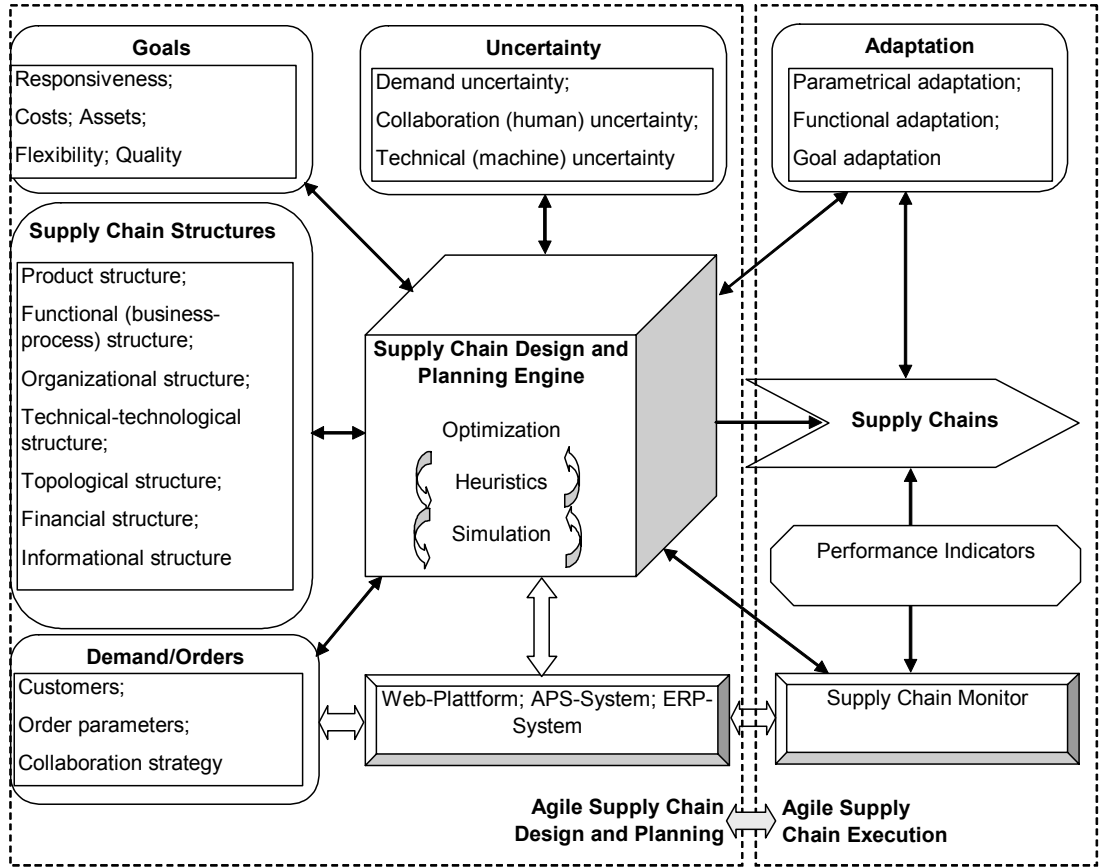 Goals
Responsiveness;
Costs; Assets;
Flexibility; Quality
Uncertainty
Demand uncertainty;
Collaboration (human) uncertainty;
Technical (machine) uncertainty
Adaptation
Parametrical adaptation;
Functional adaptation;
Goal adaptation
Supply Chain Structures
Product structure;
Functional (business-
process) structure;
Organizational structure;
Technical-technological
structure;
Topological structure;
Financial structure;
Informational structure
Supply Chain Design and
Planning Engine
Optimization
Heuristics
Simulation
Supply Chains
Performance Indicators
Demand/Orders
Customers;
Order parameters;
Collaboration strategy
Web-Plattform; APS-System; ERP-
System
Supply Chain Monitor
Agile Supply Chain
Design and Planning
Agile Supply
Chain Execution